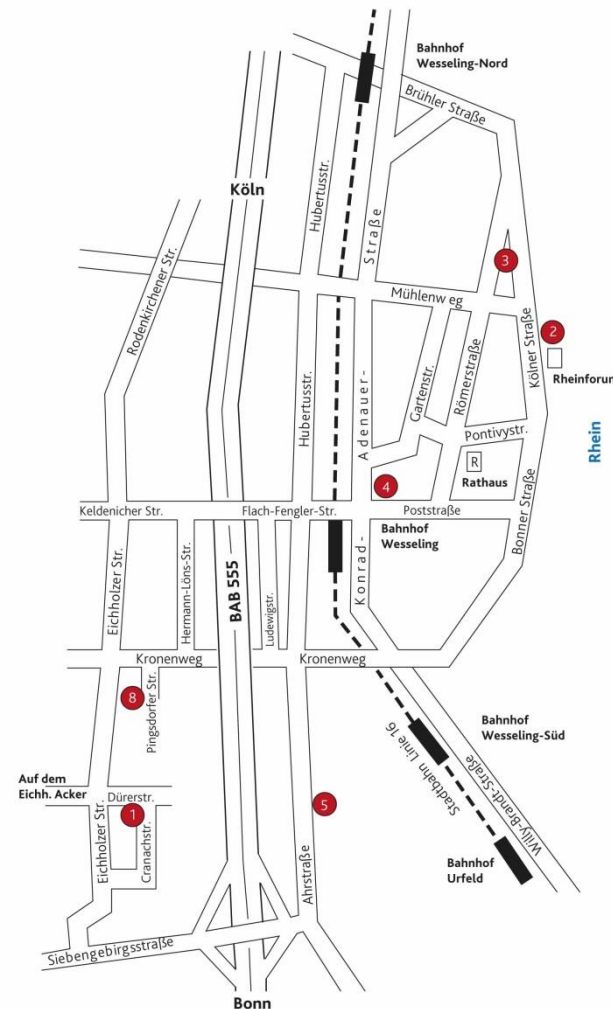 Bahnhof
Wesseling-Nord
Brühler Straße
Köln
Hubertusstr.
Straße
Rodenkirchener Str.
3
Mühlenweg
2
Kölner Straße
Rheinforum
Hubertusstr.
Adenauer-
Gartenstr.
Römerstraße
Pontivystr.
Rhein
R
Rathaus
4
Keldenicher Str.
Flach-Fengler-Str.
Poststraße
Bahnhof
Wesseling
Bonner Straße
Konrad-
Eichholzer Str.
Hermann-Löns-Str.
BAB 555
Ludewigstr.
Kronenweg
Kronenweg
8
Pingsdorfer Str.
Stadtbahn Linie 16
Bahnhof
Wesseling-Süd
Willy-Brandt-Straße
Auf dem
Eichh. Acker
Dürerstr.
1
5
Eichholzer Str.
Cranachstr.
Ahrstraße
Bahnhof
Urfeld
Siebengebirgsstraße
Bonn